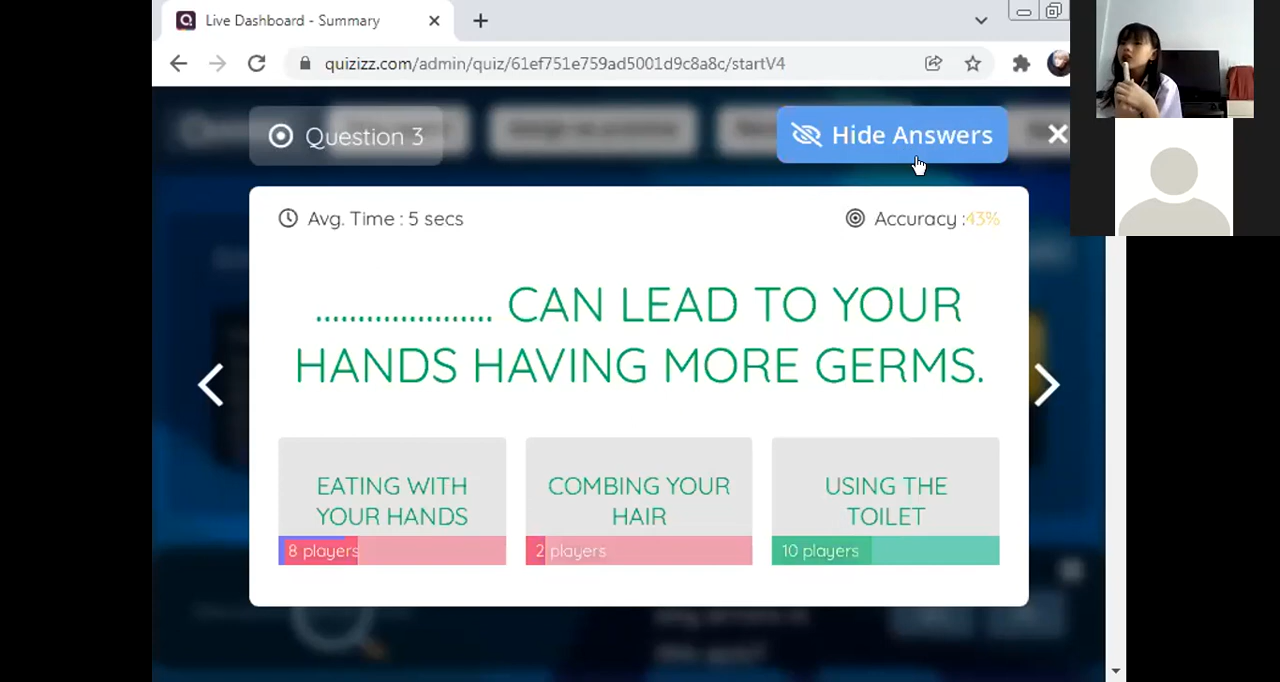 Live Dashboard - Summary
quizizz.com/admin/quiz/61ef751e759ad5001d9c8a8c/startV4
Question 3
Hide Answers
Avg. Time : 5 secs
Accuracy :43%
..................... CAN LEAD TO YOUR
HANDS HAVING MORE GERMS.
EATING WITH
YOUR HANDS
8 players
COMBING YOUR
HAIR
2 players
USING THE
TOILET
10 players